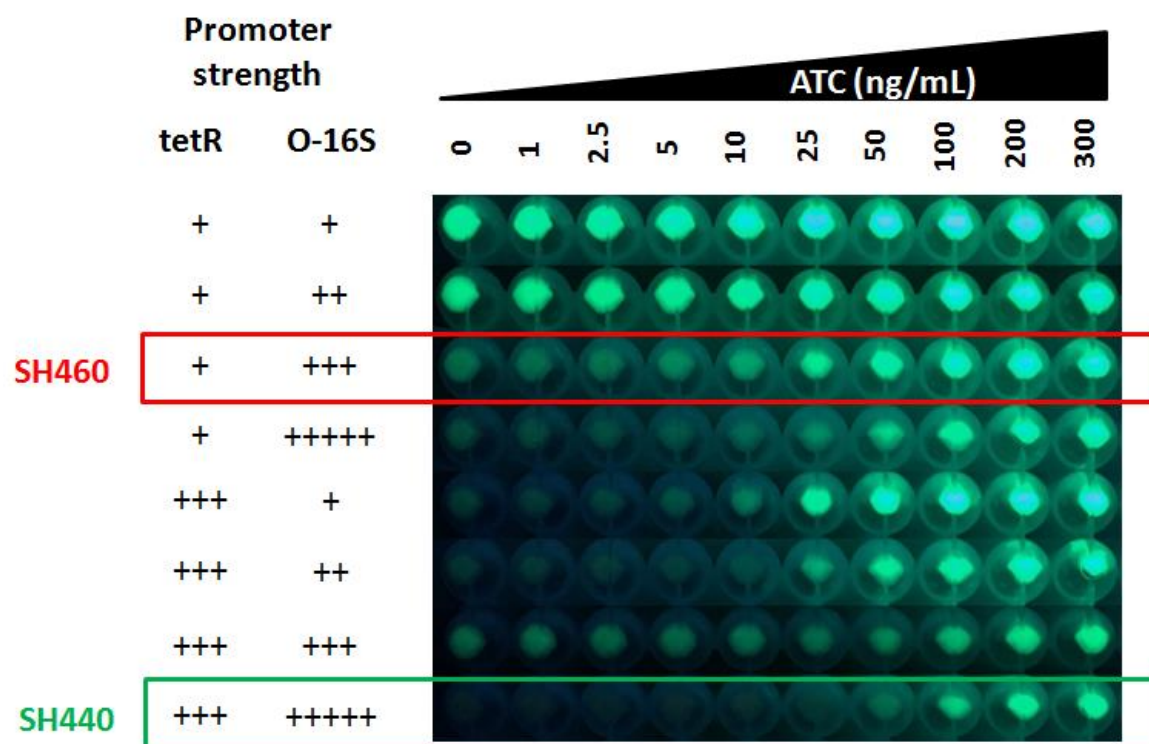 Promoter
strength
ATC (ng/mL)
tetR O-16S 0 1 2.5 5 10 25 50 100 200 300
+ +
+ ++
SH460 + +++
+ +++++
+++ +
+++ ++
+++ +++
SH440 +++ +++++